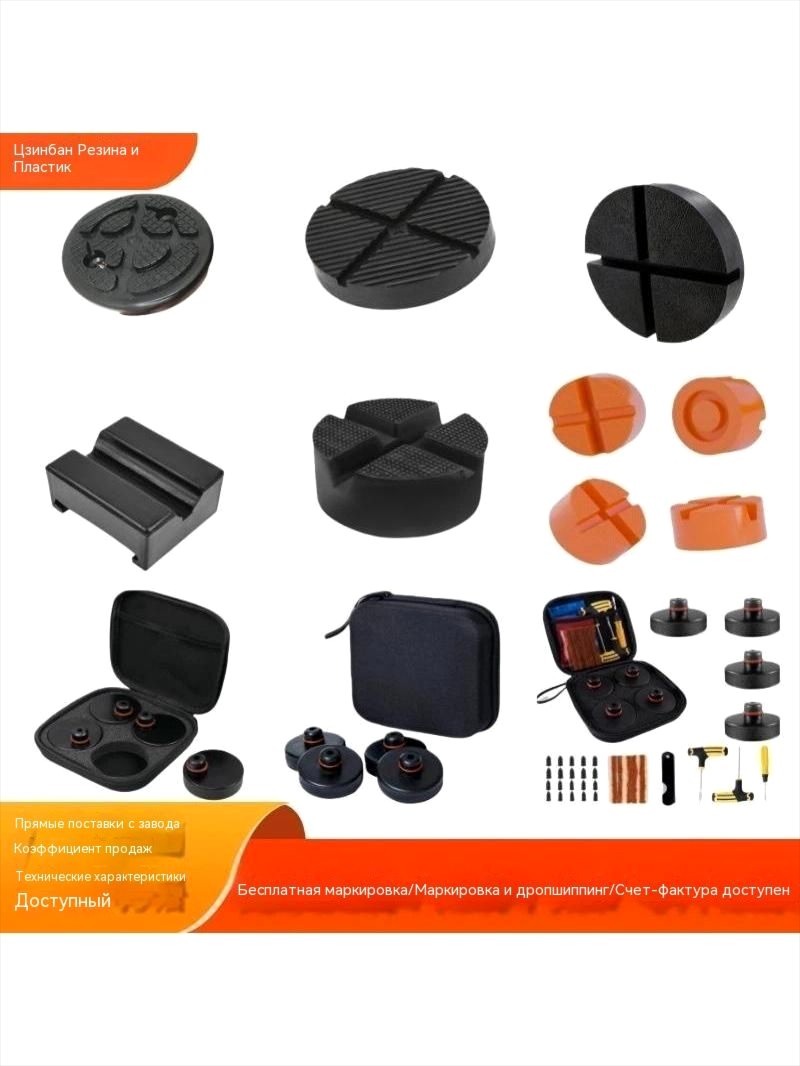 Цзинбан Резина и
Пластик
Прямые поставки с завода
Коэффициент продаж
Технические характеристики
Доступный
Бесплатная маркировка/Маркировка и дропшиппинг/Счет-фактура доступен